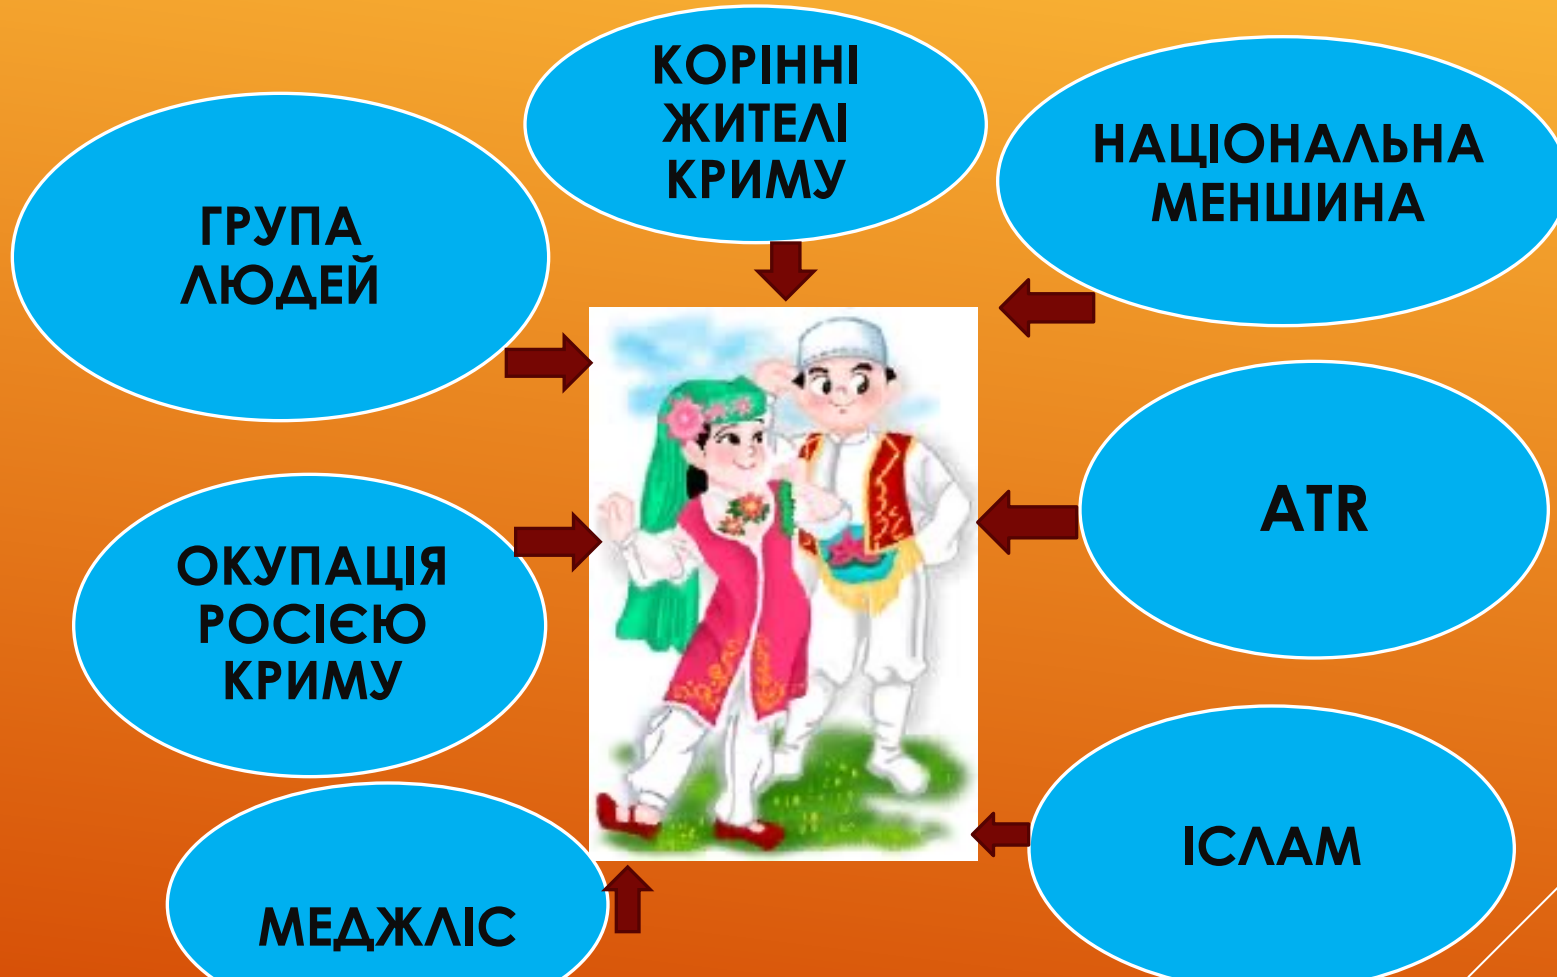 КОРІННІ
ЖИТЕЛІ
КРИМУ
НАЦІОНАЛЬНА
МЕНШИНА
ГРУПА
ЛЮДЕЙ
ATR
ОКУПАЦІЯ
РОСІЄЮ
КРИМУ
ІСЛАМ
МЕДЖЛІС